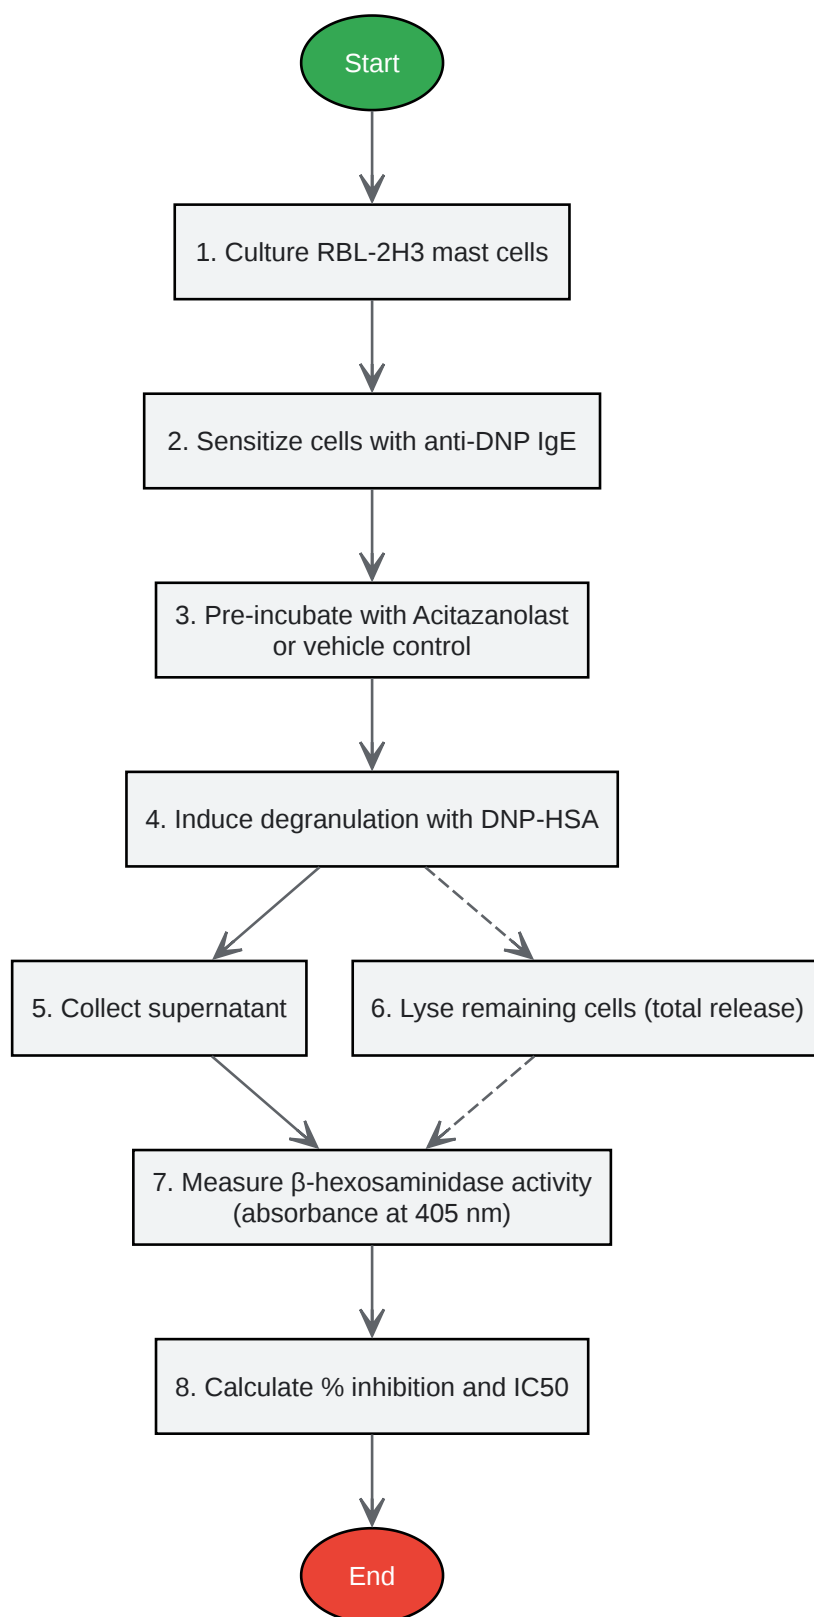 Start
1. Culture RBL-2H3 mast cells
2. Sensitize cells with anti-DNP IgE
3. Pre-incubate with Acitazanolast
or vehicle control
4. Induce degranulation with DNP-HSA
5. Collect supernatant
6. Lyse remaining cells (total release)
7. Measure β-hexosaminidase activity
(absorbance at 405 nm)
8. Calculate % inhibition and IC50
End